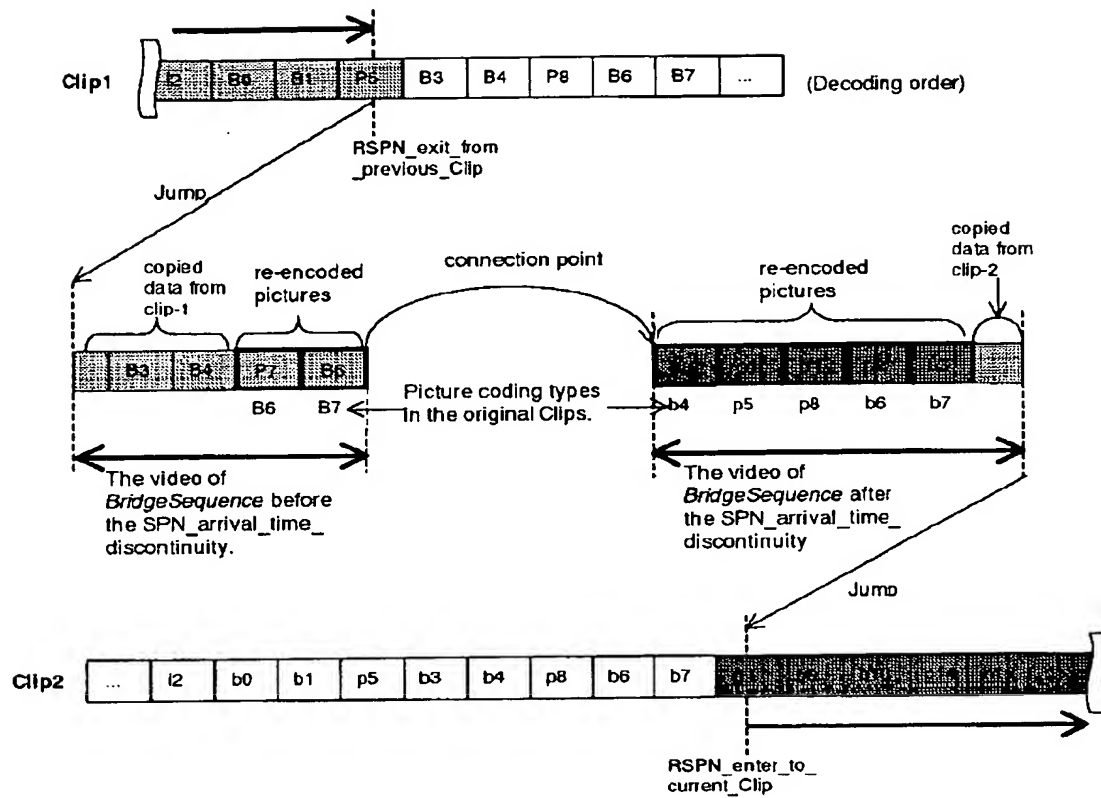 Clip1
I2 B0 B1 P5 B3 B4 P8 B6 B7 ...
(Decoding order)
RSPN_exit_from
_previous_Clip
Jump
copied
data from
clip-1
re-encoded
pictures
connection point
re-encoded
pictures
copied
data from
clip-2
B3 B4 P7
B6 B7
Picture coding types
In the original Clips.
b4 p5 p8 b6 b7
The video of
BridgeSequence before
the SPN_arrival_time_
discontinuity.
The video of
BridgeSequence after
the SPN_arrival_time_
discontinuity
Jump
Clip2
... i2 b0 b1 p5 b3 b4 p8 b6 b7
RSPN_enter_to_
current_Clip